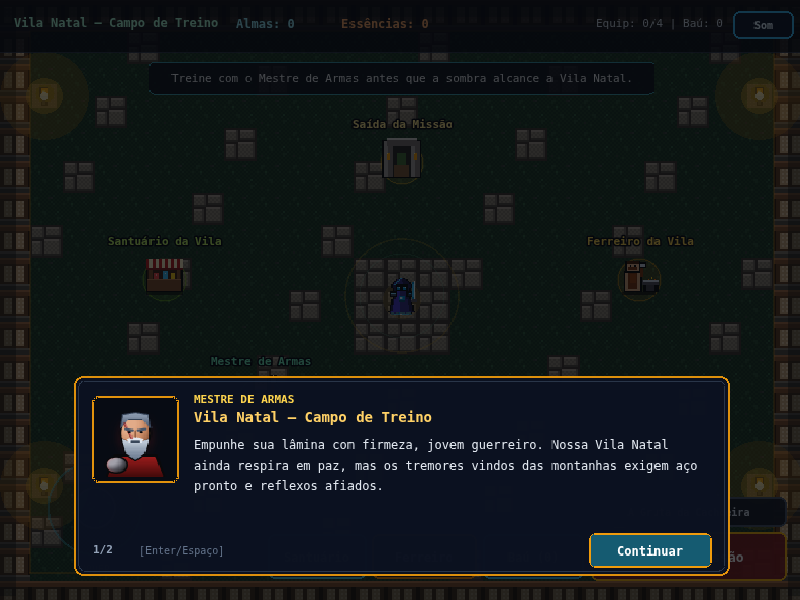 Vila Natal — Campo de Treino Almas: 0 Essências: 0 Equip: 0/4 | Baú: 0 Som
Treine com o Mestre de Armas antes que a sombra alcance a Vila Natal.
Saída da Missão
Santuário da Vila Ferreiro da Vila
Mestre de Armas
MESTRE DE ARMAS
Vila Natal — Campo de Treino
Empunhe sua lâmina com firmeza, jovem guerreiro. Nossa Vila Natal
ainda respira em paz, mas os tremores vindos das montanhas exigem aço
pronto e reflexos afiados.
1/2 [Enter/Espaço] Continuar